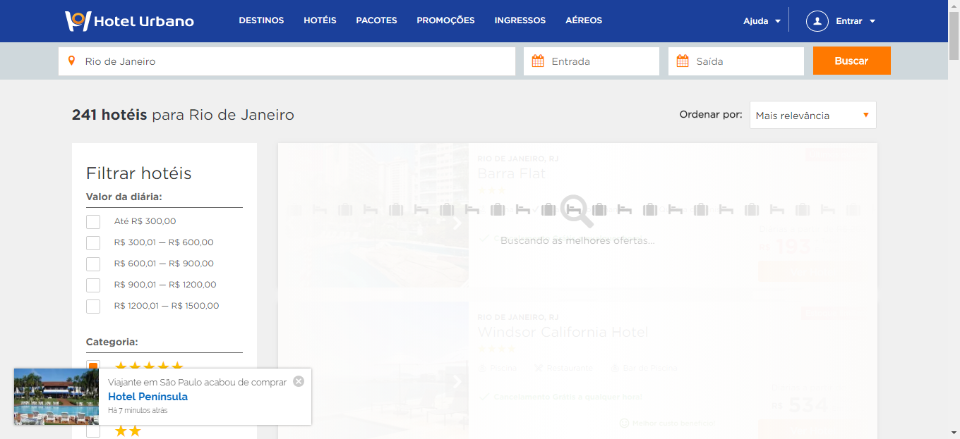 Hotel Urbano
DESTINOS HOTÉIS PACOTES PROMOÇÕES INGRESSOS AÉREOS
Ajuda Entrar
Rio de Janeiro
Entrada
Saída
Buscar
241 hotéis para Rio de Janeiro
Ordenar por: Mais relevância
Filtrar hotéis
Valor da diária:
Até R$ 300,00
R$ 300,01 — R$ 600,00
R$ 600,01 — R$ 900,00
R$ 900,01 — R$ 1200,00
R$ 1200,01 — R$ 1500,00
Categoria:
RIO DE JANEIRO, RJ
Barra Flat
Buscando as melhores ofertas...
RIO DE JANEIRO, RJ
Windsor California Hotel
Viajante em São Paulo acabou de comprar
Hotel Península
Há 7 minutos atrás